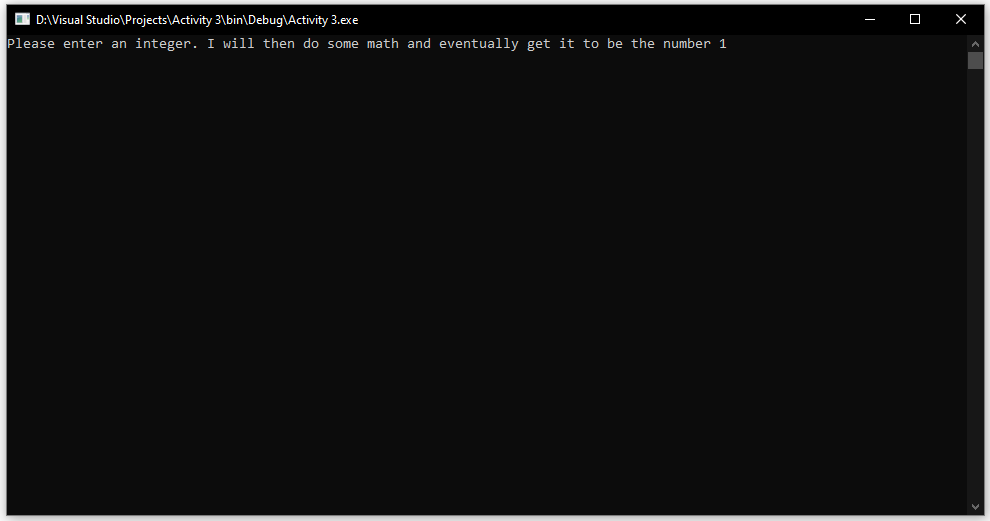 D:\Visual Studio\Projects\Activity 3\bin\Debug\Activity 3.exe
Please enter an integer. I will then do some math and eventually get it to be the number 1